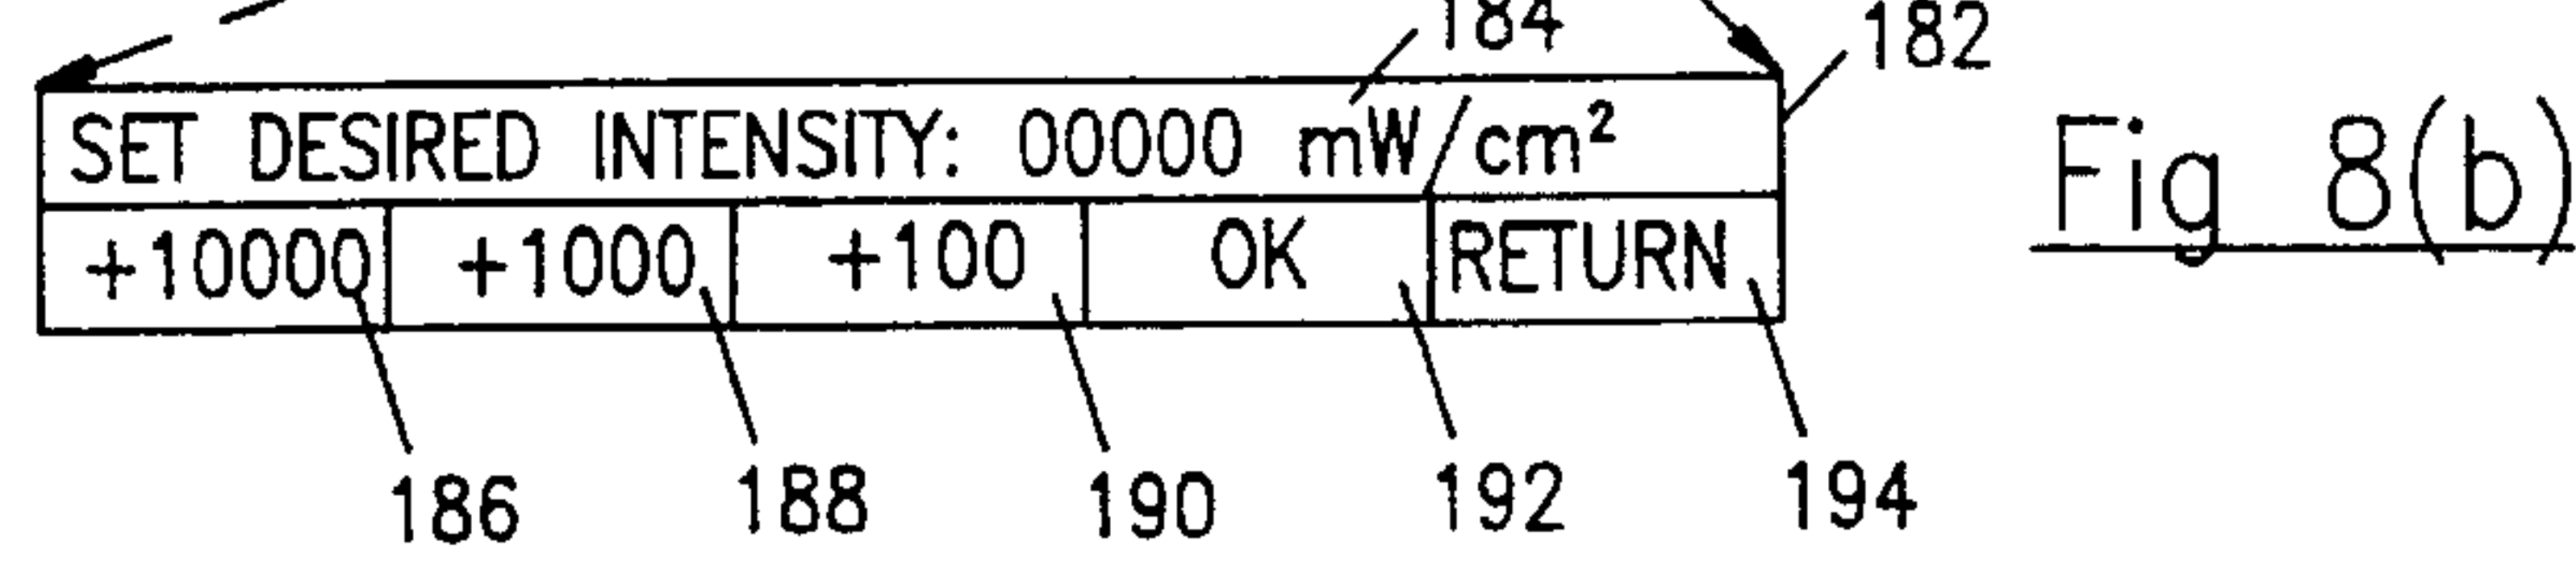 184
182
SET DESIRED INTENSITY: 00000 mW/cm²
+10000 +1000 +100 OK RETURN
186 188 190 192 194
Fig 8(b)